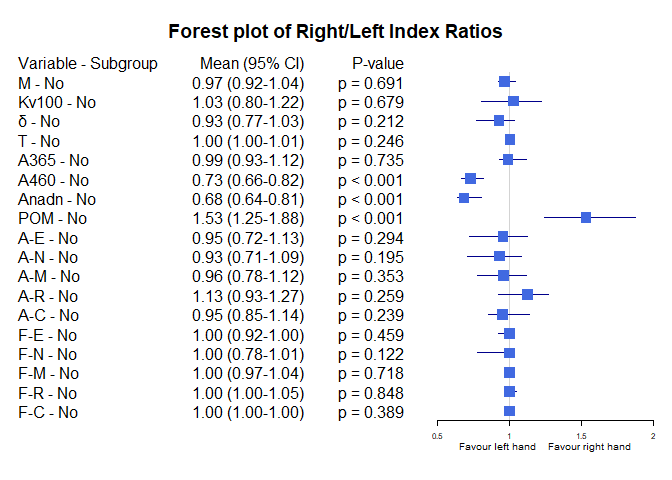 Forest plot of Right/Left Index Ratios
Variable - Subgroup Mean (95% CI) P-value
M - No 0.97 (0.92-1.04) p = 0.691
Kv100 - No 1.03 (0.80-1.22) p = 0.679
δ - No 0.93 (0.77-1.03) p = 0.212
T - No 1.00 (1.00-1.01) p = 0.246
A365 - No 0.99 (0.93-1.12) p = 0.735
A460 - No 0.73 (0.66-0.82) p < 0.001
Anadn - No 0.68 (0.64-0.81) p < 0.001
POM - No 1.53 (1.25-1.88) p < 0.001
A-E - No 0.95 (0.72-1.13) p = 0.294
A-N - No 0.93 (0.71-1.09) p = 0.195
A-M - No 0.96 (0.78-1.12) p = 0.353
A-R - No 1.13 (0.93-1.27) p = 0.259
A-C - No 0.95 (0.85-1.14) p = 0.239
F-E - No 1.00 (0.92-1.00) p = 0.459
F-N - No 1.00 (0.78-1.01) p = 0.122
F-M - No 1.00 (0.97-1.04) p = 0.718
F-R - No 1.00 (1.00-1.05) p = 0.848
F-C - No 1.00 (1.00-1.00) p = 0.389
0.5 1 1.5 2
Favour left hand Favour right hand